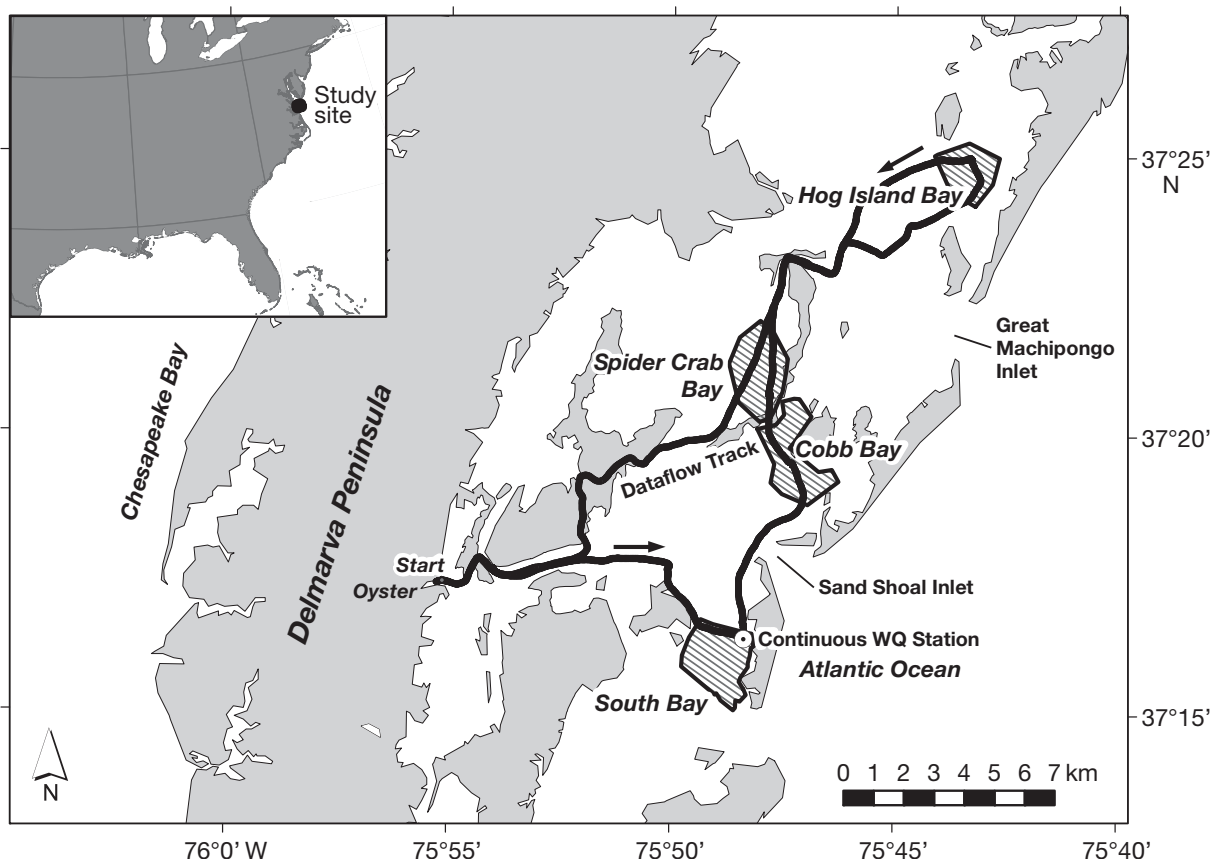 Study
site
37°25’
N
Hog Island Bay
Great
Machipongo
Inlet
Spider Crab
Bay
Chesapeake Bay
Delmarva Peninsula
37°20’
Cobb Bay
Dataflow Track
Start
Oyster
Sand Shoal Inlet
Continuous WQ Station
Atlantic Ocean
South Bay
37°15’
0 1 2 3 4 5 6 7 km
N
76°0’ W 75°55’ 75°50’ 75°45’ 75°40’